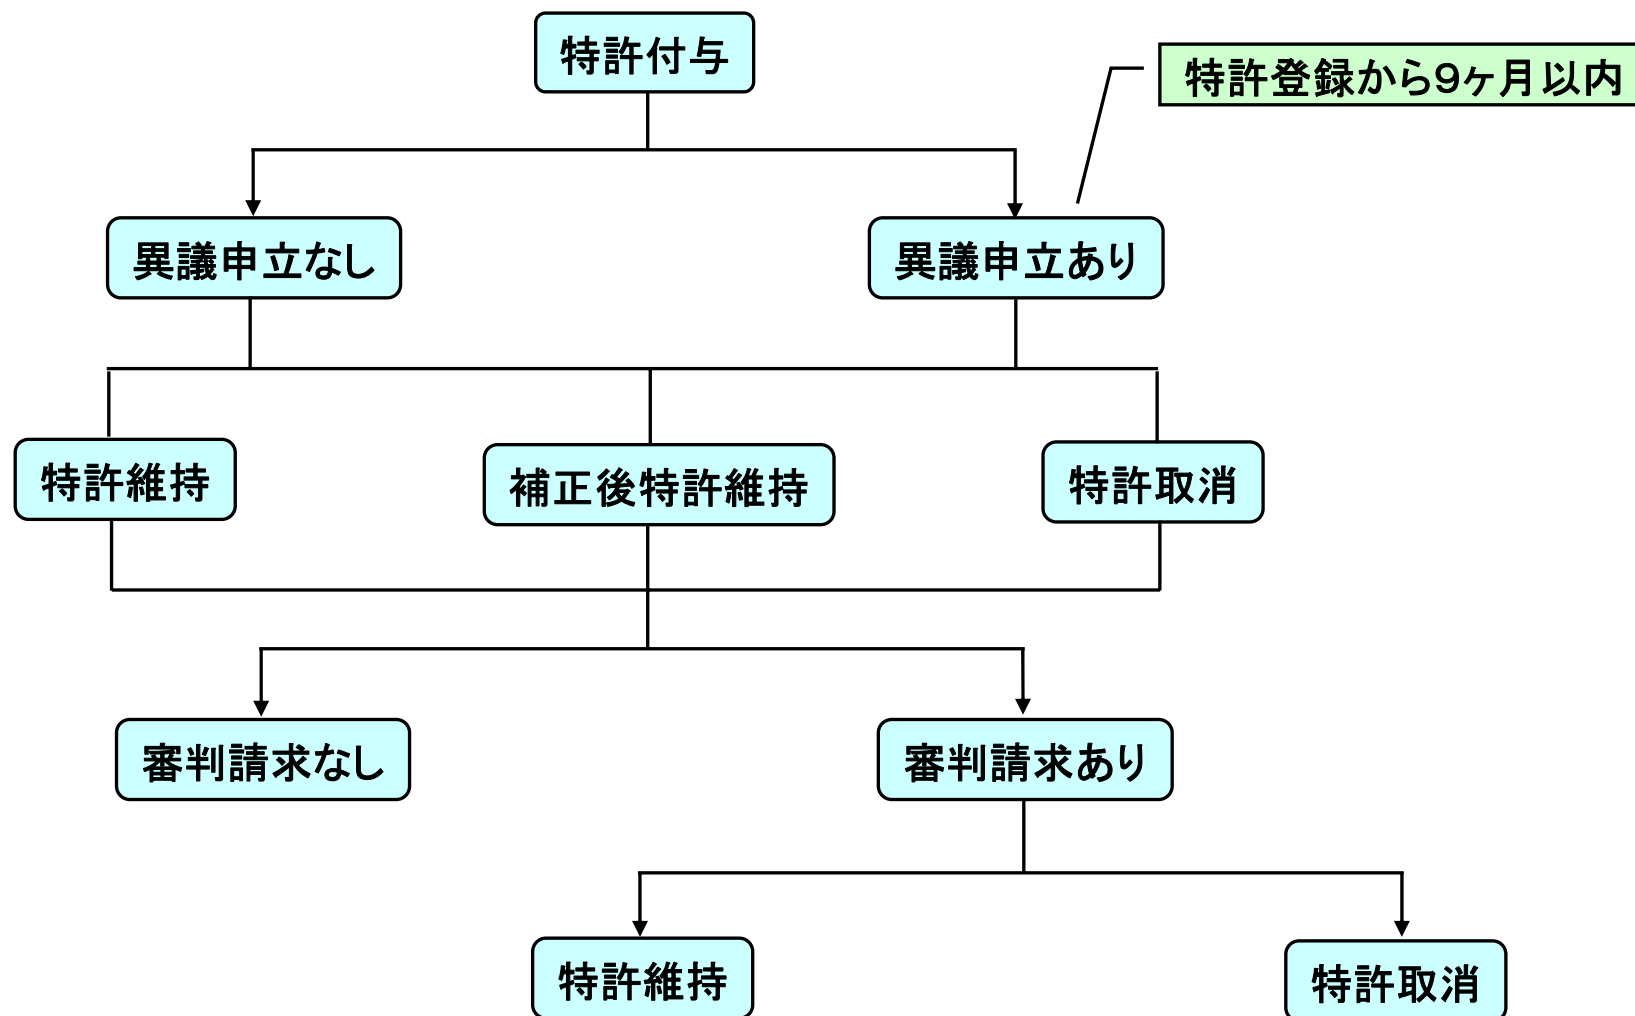 特許付与
特許登録から９ヶ月以内
異議申立なし
異議申立あり
特許維持
補正後特許維持
特許取消
審判請求なし
審判請求あり
特許維持
特許取消